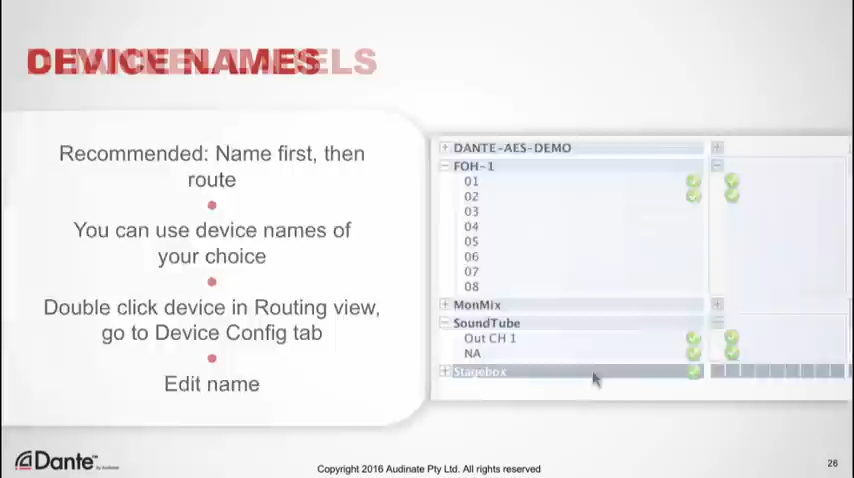 DEVICE NAMES
Recommended: Name first, then
route
You can use device names of
your choice
Double click device in Routing view,
go to Device Config tab
Edit name
DANTE-AES-DEMO
FOH-1
01
02
03
04
05
06
07
08
MonMix
SoundTube
Out CH 1
NA
Stagebox
Dante™
by Audinate
Copyright 2016 Audinate Pty Ltd. All rights reserved
26